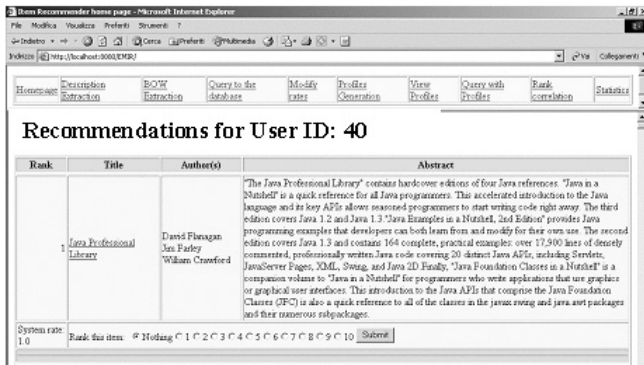 Item Recommender home page - Microsoft Internet Explorer
File Modifica Visualizza Preferiti Strumenti ?
Indietro Cerca Preferiti Multimedia
Indirizzo http://localhost:8080/EMIR/ Vai Collegamenti
Homepage Description Extraction BOW Extraction Query to the database Modify rates Profiles Generation View Profiles Query with Profiles Rank correlation Statistics
Recommendations for User ID: 40
Rank Title Author(s) Abstract
"The Java Professional Library" contains hardcover editions of four Java references. "Java in a
Nutshell" is a quick reference for all Java programmers. This accelerated introduction to the Java
language and its key APIs allows seasoned programmers to start writing code right away. The third
edition covers Java 1.2 and Java 1.3."Java Examples in a Nutshell, 2nd Edition" provides Java
programming examples that developers can both learn from and modify for their own use. The second
edition covers Java 1.3 and contains 164 complete, practical examples: over 17,900 lines of densely
commented, professionally written Java code covering 20 distinct Java APIs, including Servlets,
JavaServer Pages, XML, Swing, and Java 2D.Finally, "Java Foundation Classes in a Nutshell" is a
companion volume to "Java in a Nutshell" for programmers who write applications that use graphics
or graphical user interfaces. This introduction to the Java APIs that comprise the Java Foundation
Classes (JFC) is also a quick reference to all of the classes in the javax.swing and java.awt packages
and their numerous subpackages.
1 Java Professional Library
David Flanagan
Jim Farley
William Crawford
System rate: 1.0
Rank this item: Nothing 1 2 3 4 5 6 7 8 9 10 Submit